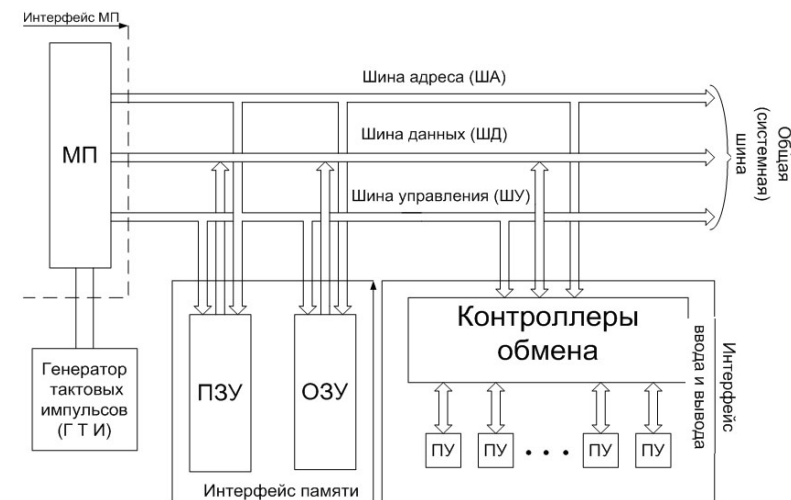 Интерфейс МП
МП
Шина адреса (ША)
Шина данных (ШД)
Шина управления (ШУ)
Общая
(системная)
шина
Генератор
тактовых
импульсов
(Г Т И)
ПЗУ
ОЗУ
Интерфейс памяти
Контроллеры
обмена
Интерфейс
ввода и вывода
ПУ
ПУ
• • •
ПУ
ПУ